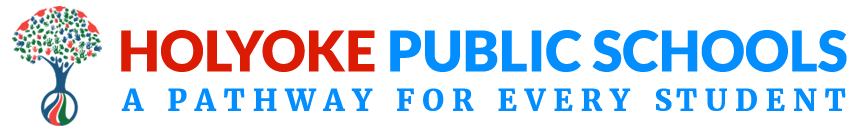 HOLYOKE PUBLIC SCHOOLS
A PATHWAY FOR EVERY STUDENT